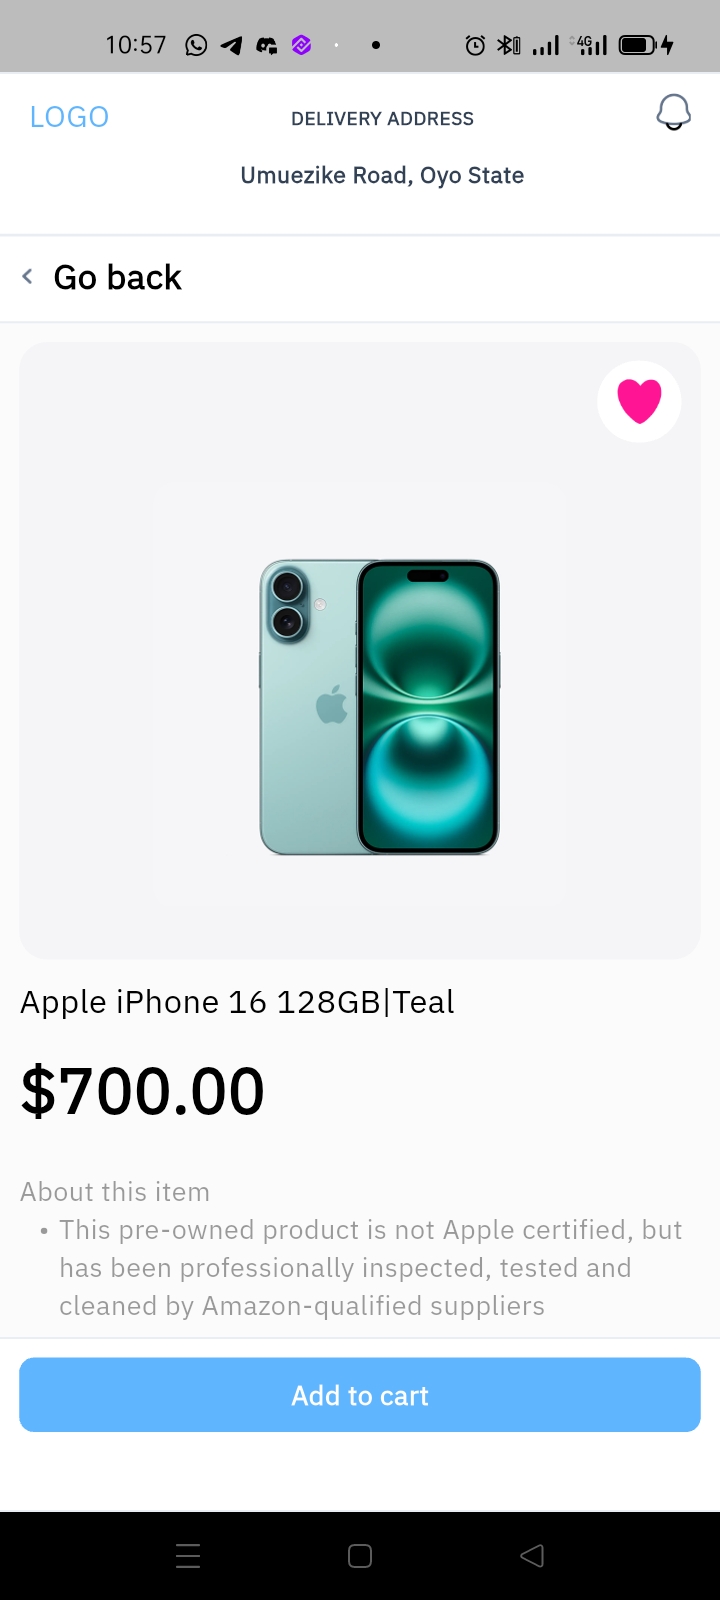 10:57
4G
LOGO
DELIVERY ADDRESS
Umuezike Road, Oyo State
Go back
Apple iPhone 16 128GB|Teal
$700.00
About this item
• This pre-owned product is not Apple certified, but
has been professionally inspected, tested and
cleaned by Amazon-qualified suppliers
Add to cart